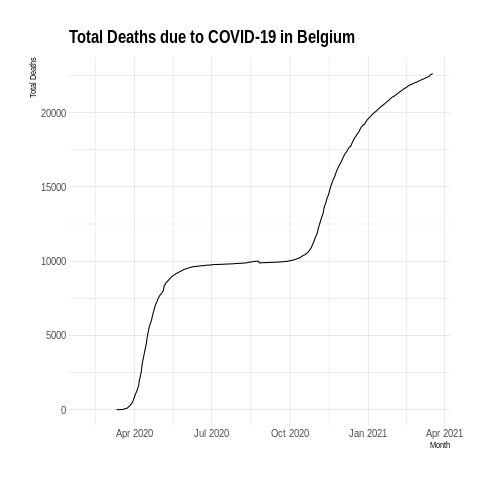 Total Deaths due to COVID-19 in Belgium
Total Deaths
20000
15000
10000
5000
0
Apr 2020 Jul 2020 Oct 2020 Jan 2021 Apr 2021
Month